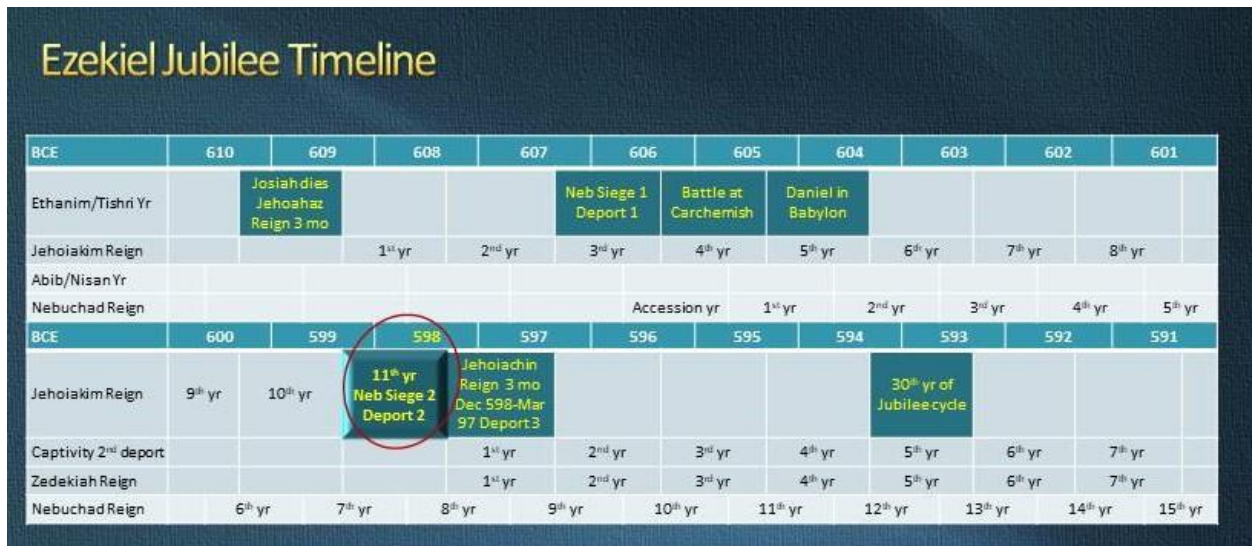 Ezekiel Jubilee Timeline
BCE 610 609 608 607 606 605 604 603 602 601
Ethanim/Tishri Yr
Josiah dies
Jehoahaz
Reign 3 mo
Neb Siege 1
Deport 1
Battle at
Carchemish
Daniel in
Babylon
Jehoiakim Reign 1st yr 2nd yr 3rd yr 4th yr 5th yr 6th yr 7th yr 8th yr
Abib/Nisan Yr
Nebuchad Reign Accession yr 1st yr 2nd yr 3rd yr 4th yr 5th yr
BCE 600 599 598 597 596 595 594 593 592 591
Jehoiakim Reign 9th yr 10th yr
11th yr
Neb Siege 2
Deport 2
Jehoiachin
Reign 3 mo
Dec 598-Mar
97 Deport 3
30th yr of
Jubilee cycle
Captivity 2nd deport 1st yr 2nd yr 3rd yr 4th yr 5th yr 6th yr 7th yr
Zedekiah Reign 1st yr 2nd yr 3rd yr 4th yr 5th yr 6th yr 7th yr
Nebuchad Reign 6th yr 7th yr 8th yr 9th yr 10th yr 11th yr 12th yr 13th yr 14th yr 15th yr